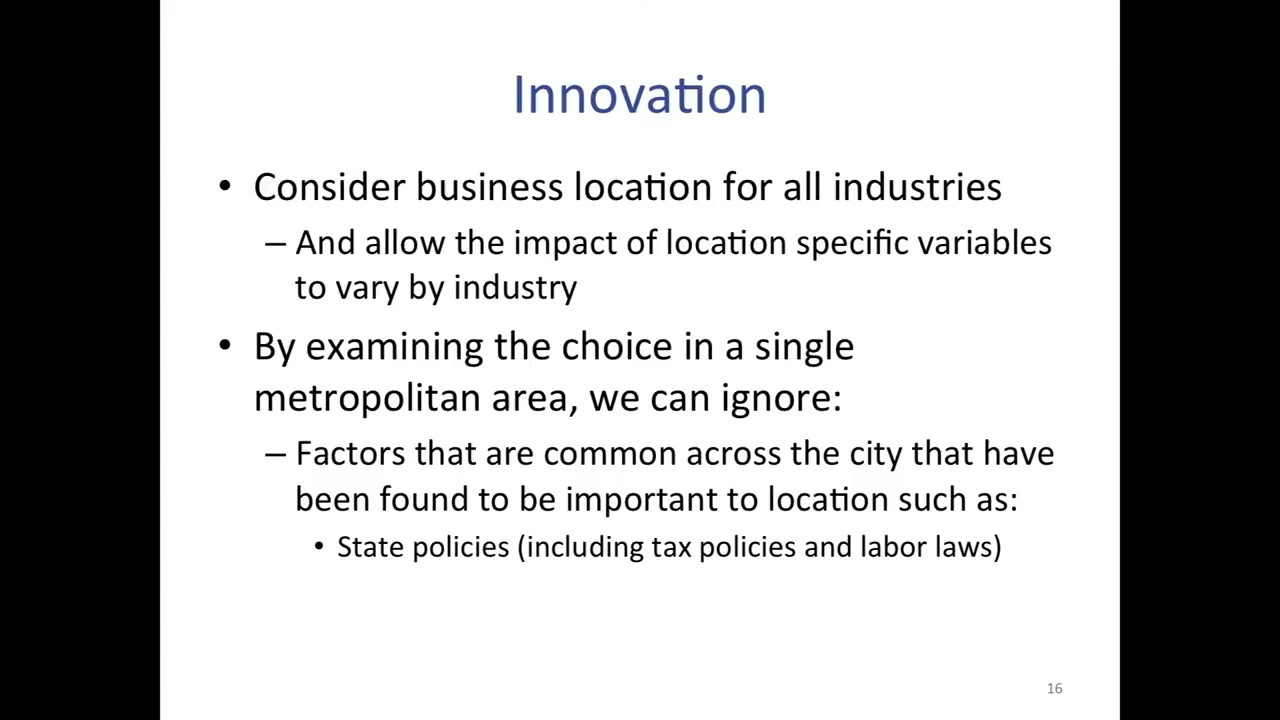 Innovation
• Consider business location for all industries
– And allow the impact of location specific variables
to vary by industry
• By examining the choice in a single
metropolitan area, we can ignore:
– Factors that are common across the city that have
been found to be important to location such as:
• State policies (including tax policies and labor laws)
16